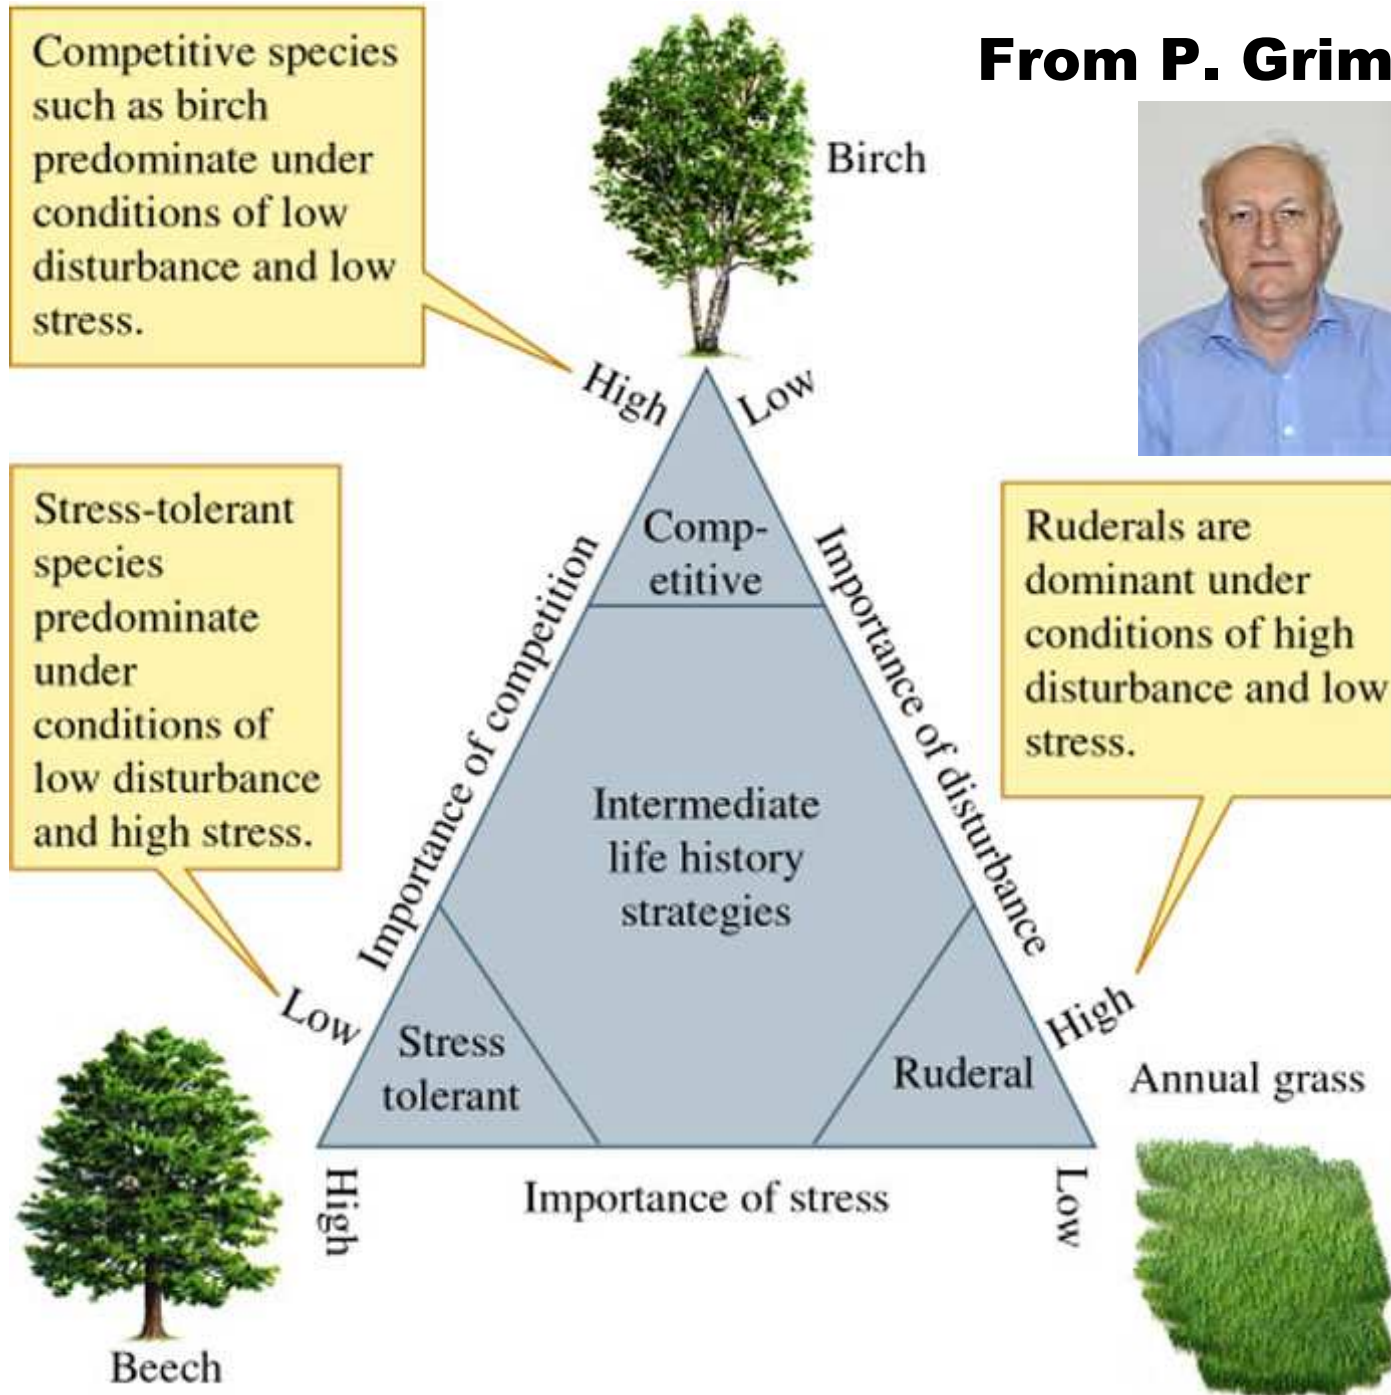 From P. Grim
Competitive species
such as birch
predominate under
conditions of low
disturbance and low
stress.
Birch
High
Low
Stress-tolerant
species
predominate
under
conditions of
low disturbance
and high stress.
Ruderals are
dominant under
conditions of high
disturbance and low
stress.
Comp-
etitive
Importance of competition
Importance of disturbance
Intermediate
life history
strategies
Low
High
Stress
tolerant
Ruderal
Annual grass
High
Importance of stress
Low
Beech